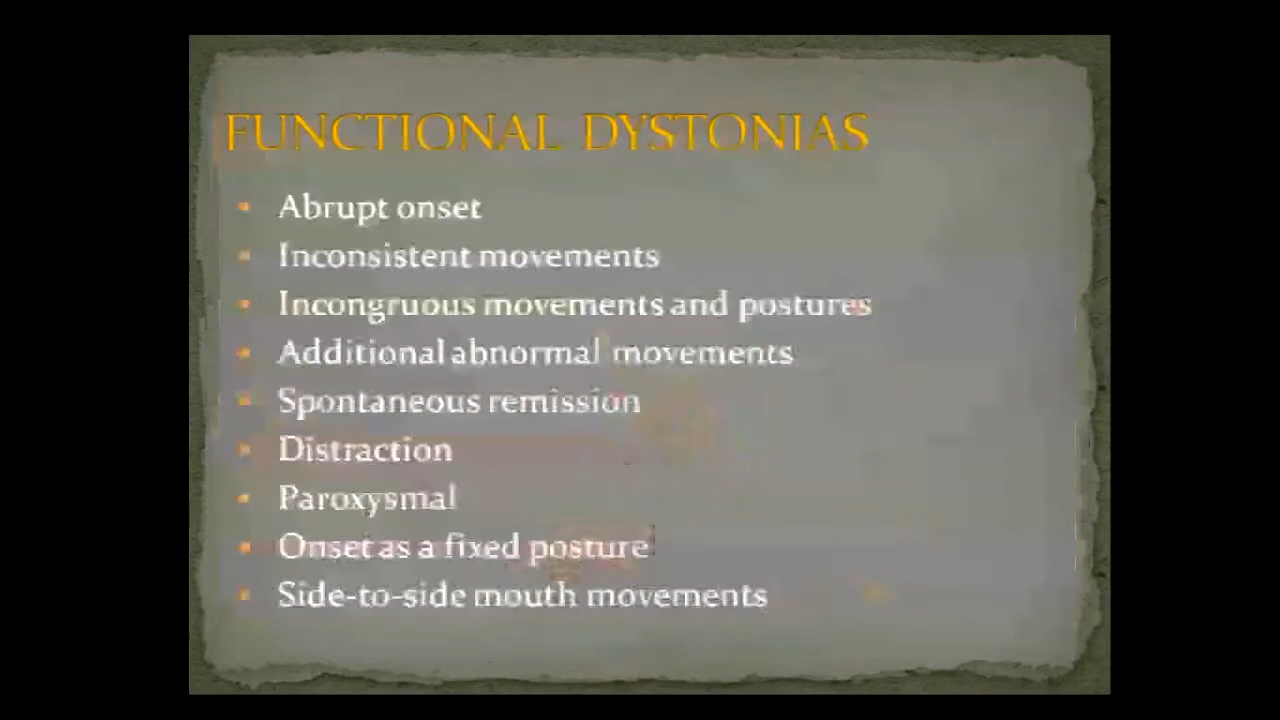 FUNCTIONAL DYSTONIAS
Abrupt onset
Inconsistent movements
Incongruous movements and postures
Additional abnormal movements
Spontaneous remission
Distraction
Paroxysmal
Onset as a fixed posture
Side-to-side mouth movements